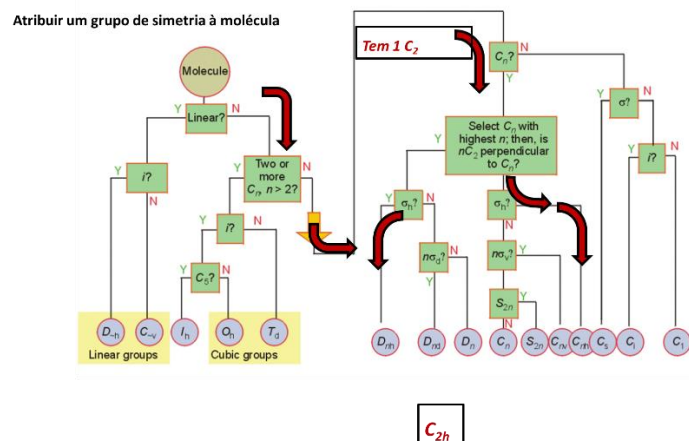 Atribuir um grupo de simetria à molécula
Tem 1 C₂
Molecule
Linear?
Y
N
i?
Y
N
Two or
more
Cₙ, n > 2?
Y
N
i?
Y
N
C₅?
Y
N
D∞h
C∞v
Iₕ
Oₕ
T_d
Linear groups
Cubic groups
Cₙ?
N
Y
Select Cₙ with
highest n; then, is
nC₂ perpendicular
to Cₙ?
Y
N
σₕ?
Y
N
nσ_d?
Y
N
σₕ?
Y
N
nσᵥ?
Y
N
S₂ₙ
Y
N
σ?
Y
N
i?
Y
N
Dₙₕ
Dₙd
Dₙ
Cₙ
S₂ₙ
Cₙᵥ
Cₙₕ
Cₛ
Cᵢ
C₁
C₂ₕ